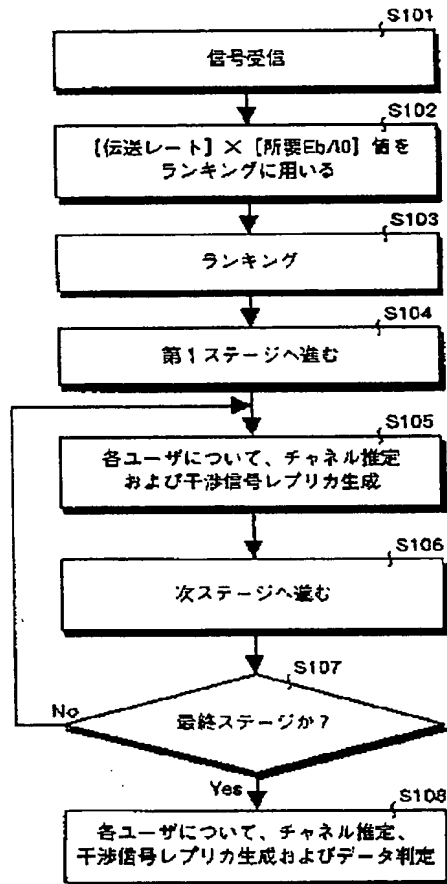 S101
信号受信
S102
[伝送レート]×[所要Eb/I0]値を
ランキングに用いる
S103
ランキング
S104
第1ステージへ進む
S105
各ユーザについて、チャネル推定
および干渉信号レプリカ生成
S106
次ステージへ進む
S107
No
最終ステージか?
Yes
S108
各ユーザについて、チャネル推定、
干渉信号レプリカ生成およびデータ判定